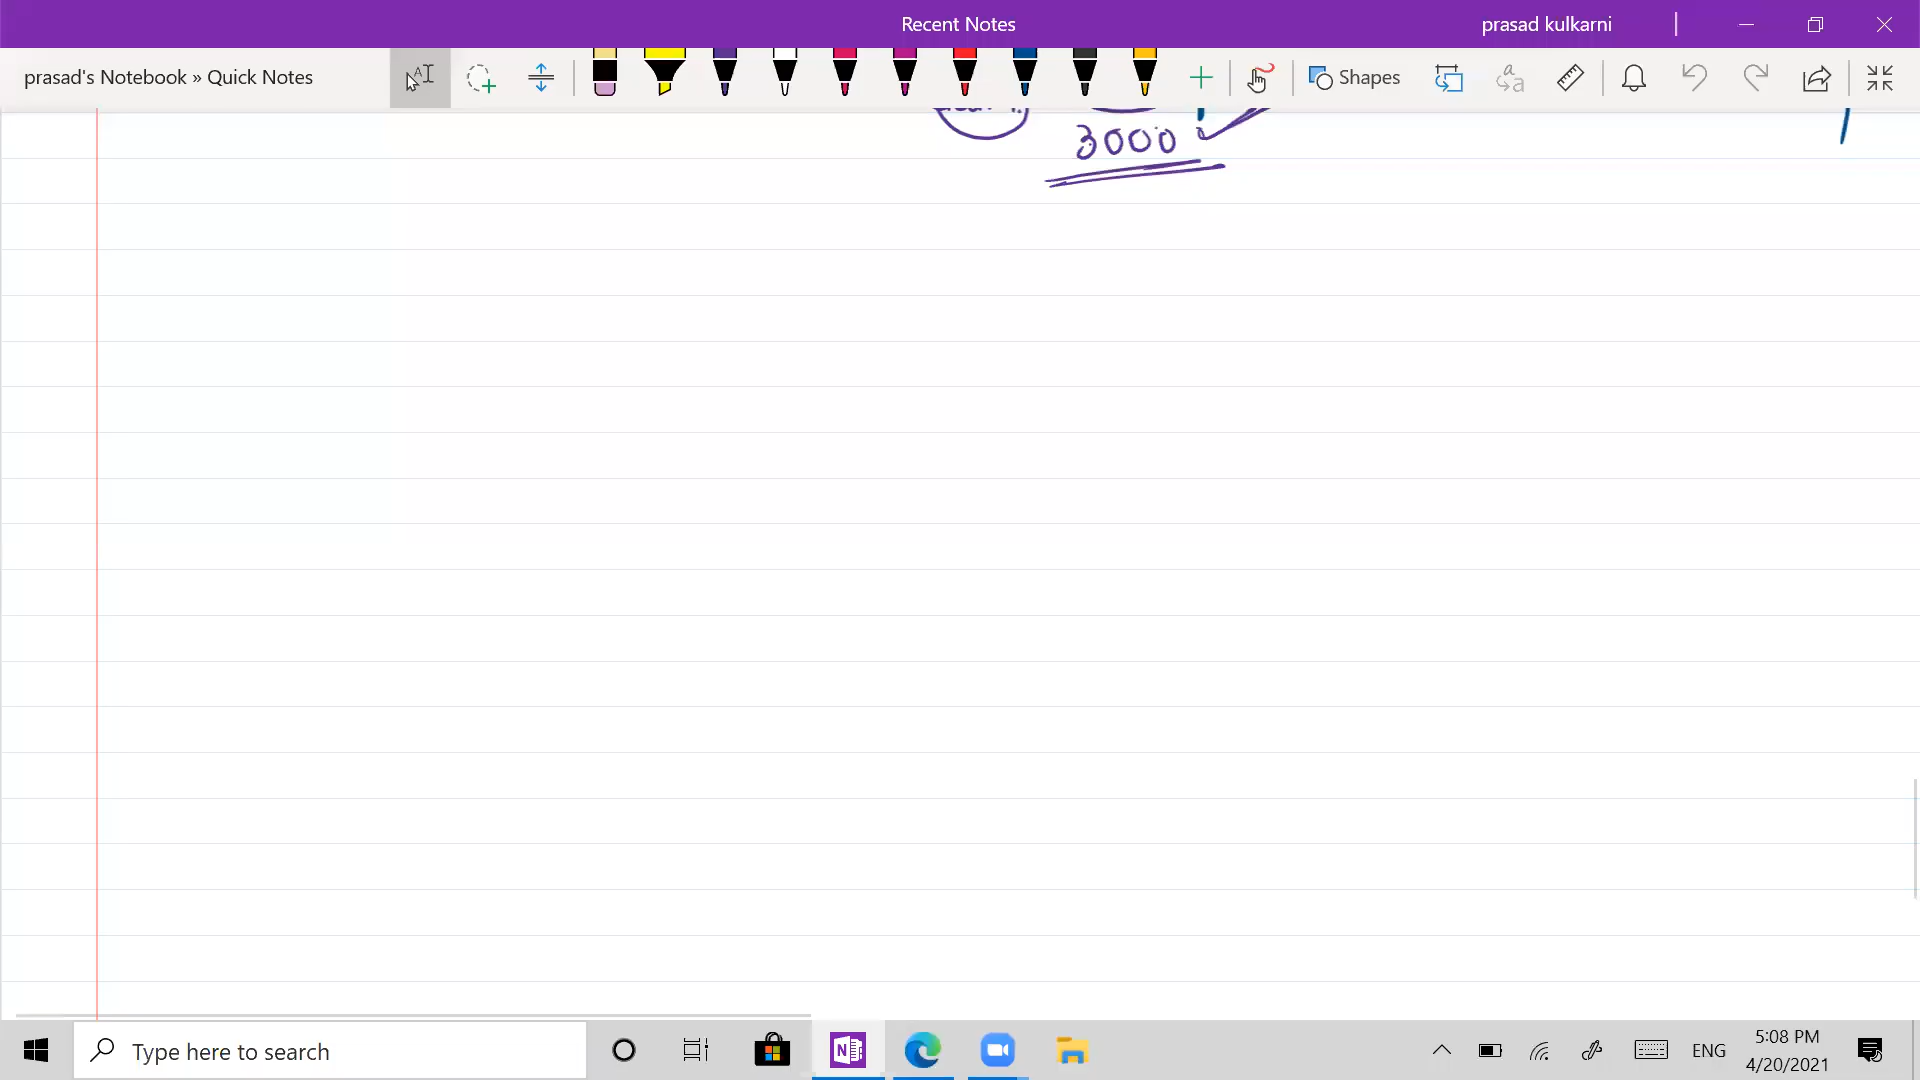 Recent Notes
prasad kulkarni
prasad's Notebook » Quick Notes
Shapes
3000
Type here to search
ENG
5:08 PM
4/20/2021